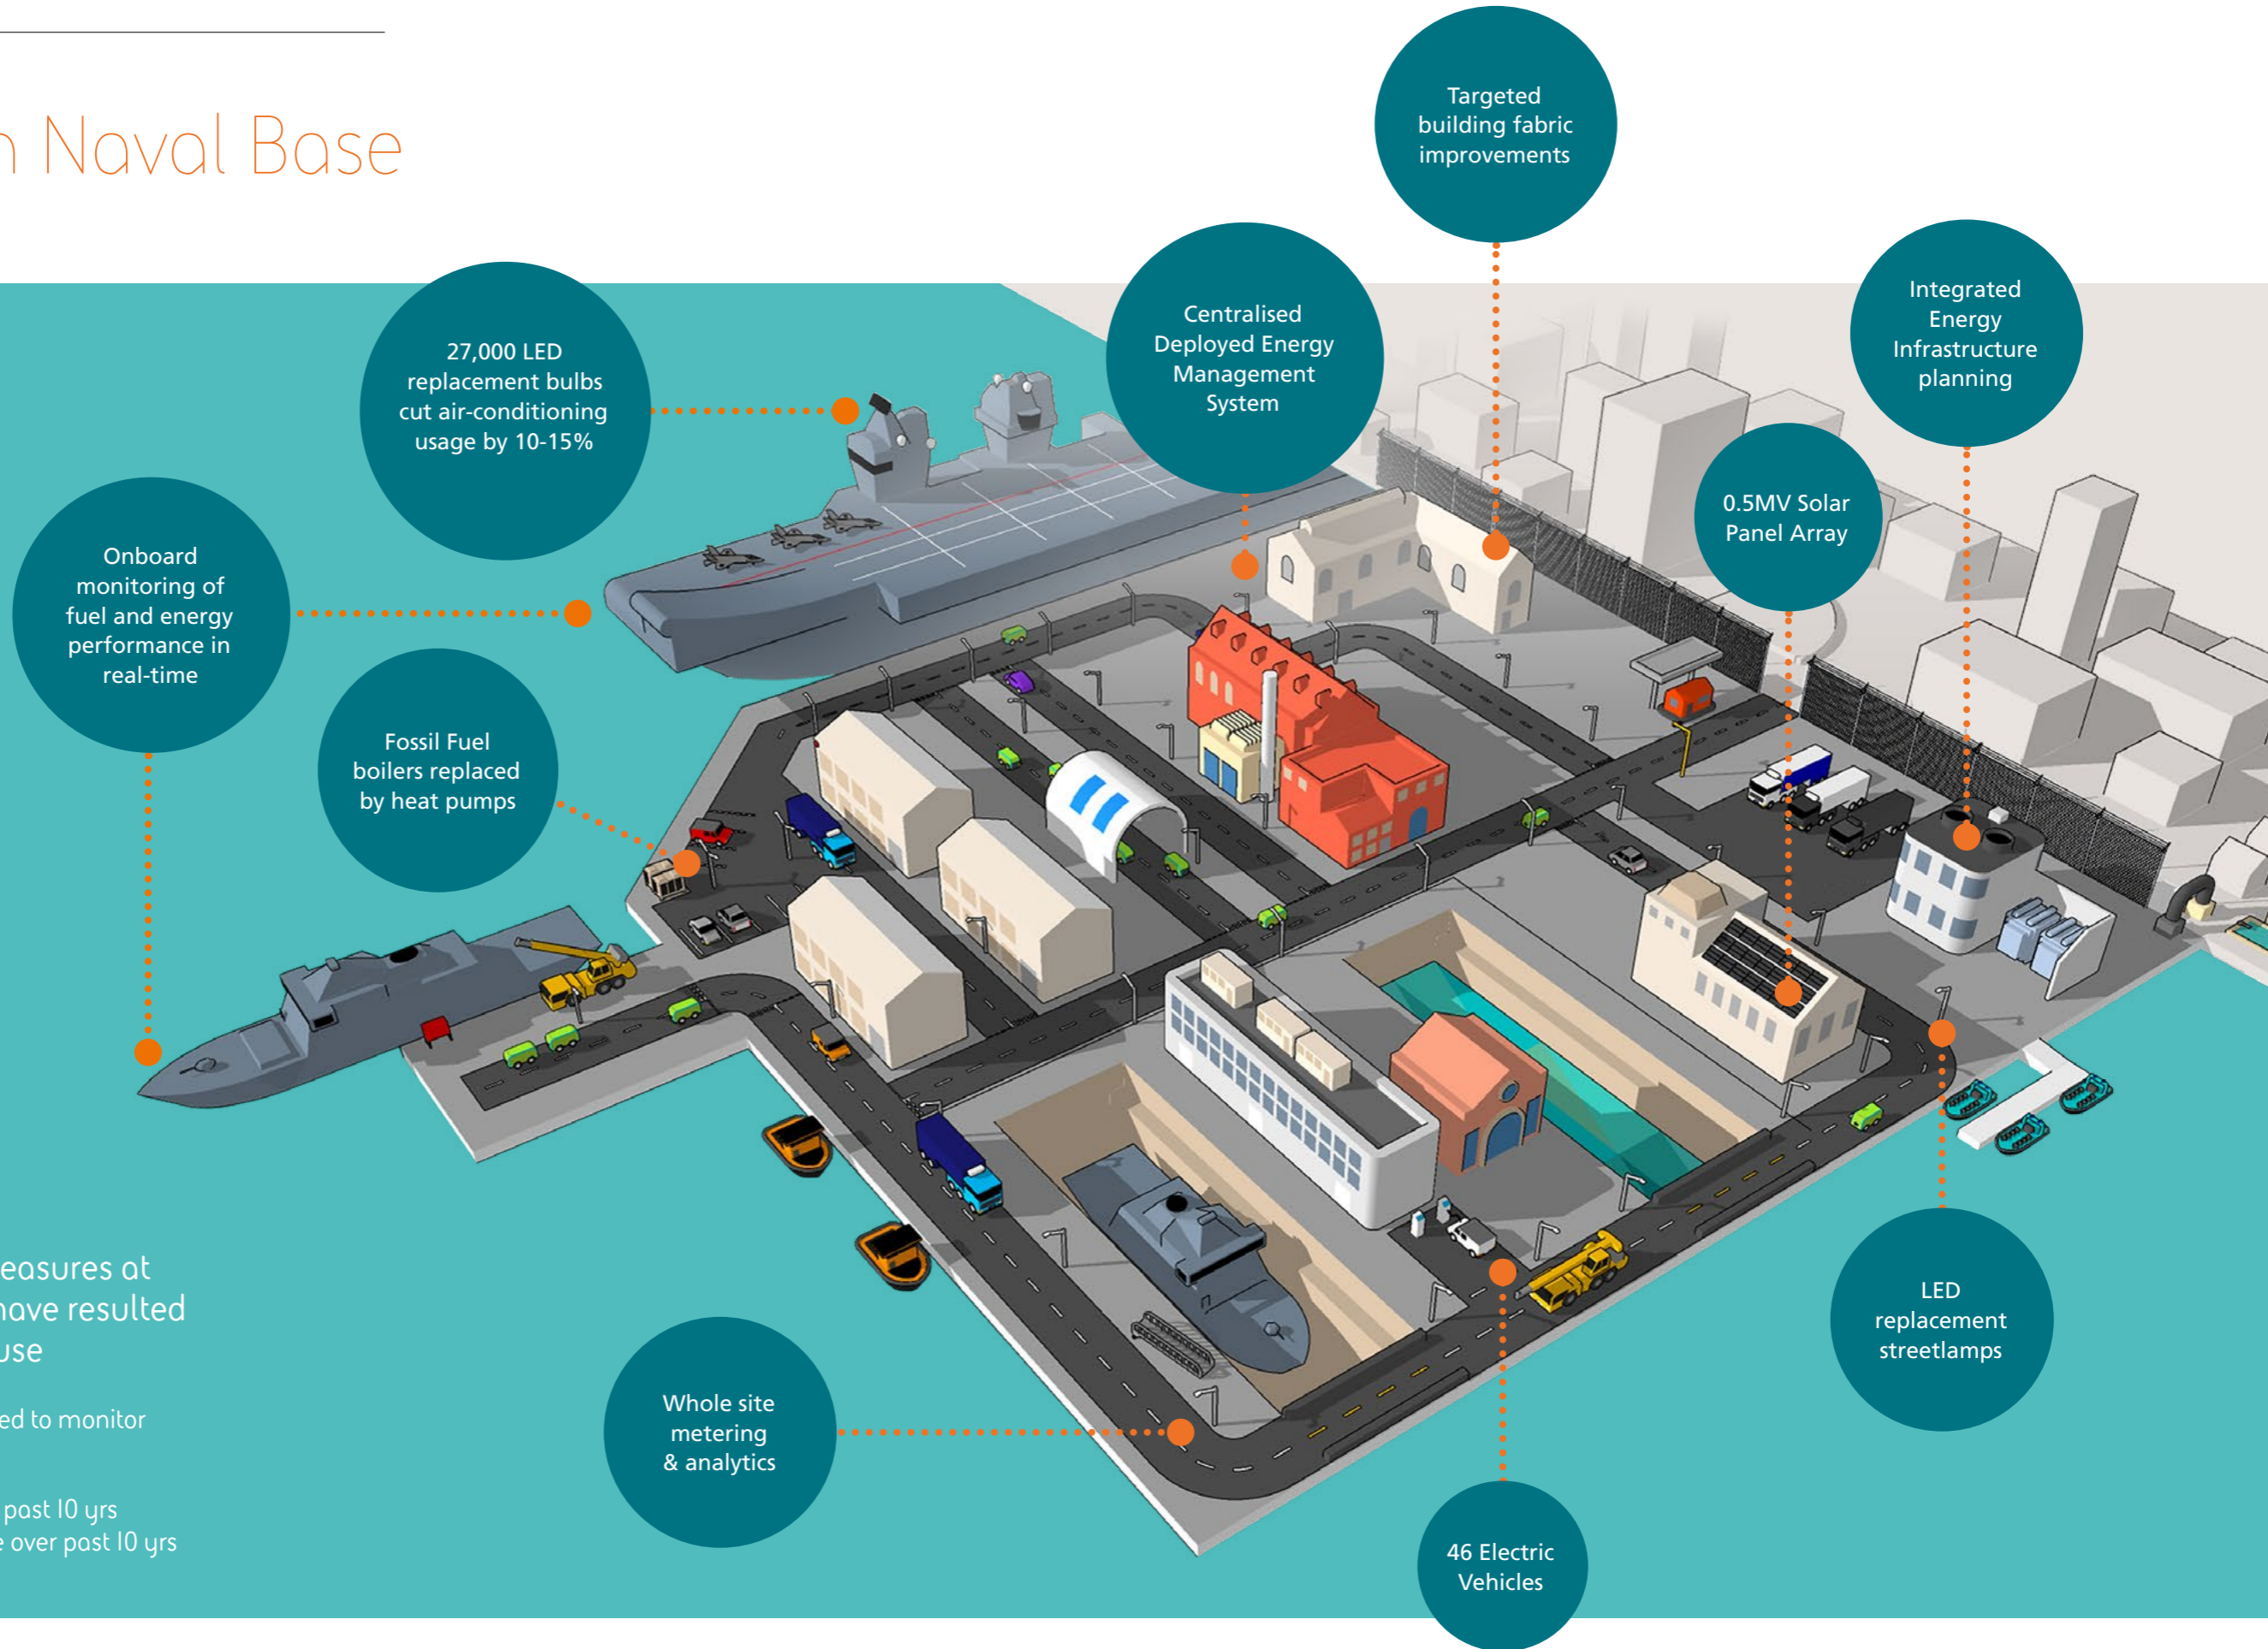 Naval Base
Targeted
building fabric
improvements
27,000 LED
replacement bulbs
cut air-conditioning
usage by 10-15%
Centralised
Deployed Energy
Management
System
Integrated
Energy
Infrastructure
planning
0.5MV Solar
Panel Array
Onboard
monitoring of
fuel and energy
performance in
real-time
Fossil Fuel
boilers replaced
by heat pumps
LED
replacement
streetlamps
Whole site
metering
& analytics
46 Electric
Vehicles
easures at
have resulted
use
ed to monitor
past 10 yrs
e over past 10 yrs